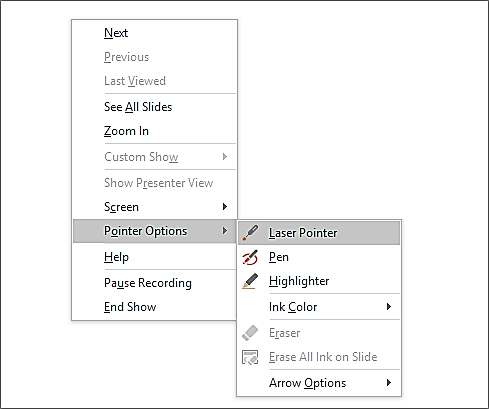 Next
Previous
Last Viewed
See All Slides
Zoom In
Custom Show
Show Presenter View
Screen
Pointer Options
Help
Pause Recording
End Show
Laser Pointer
Pen
Highlighter
Ink Color
Eraser
Erase All Ink on Slide
Arrow Options